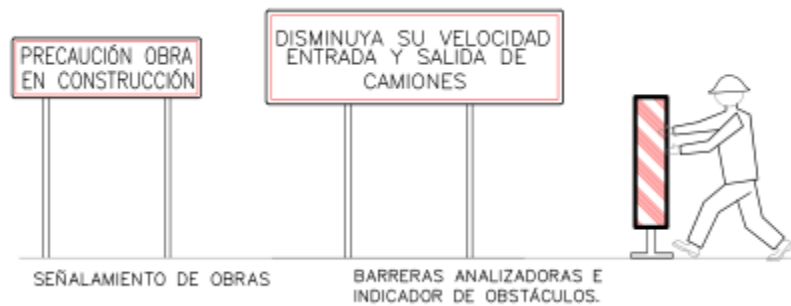 PRECAUCIÓN OBRA
EN CONSTRUCCIÓN
DISMINUYA SU VELOCIDAD
ENTRADA Y SALIDA DE
CAMIONES
SEÑALAMIENTO DE OBRAS
BARRERAS ANALIZADORAS E
INDICADOR DE OBSTÁCULOS.